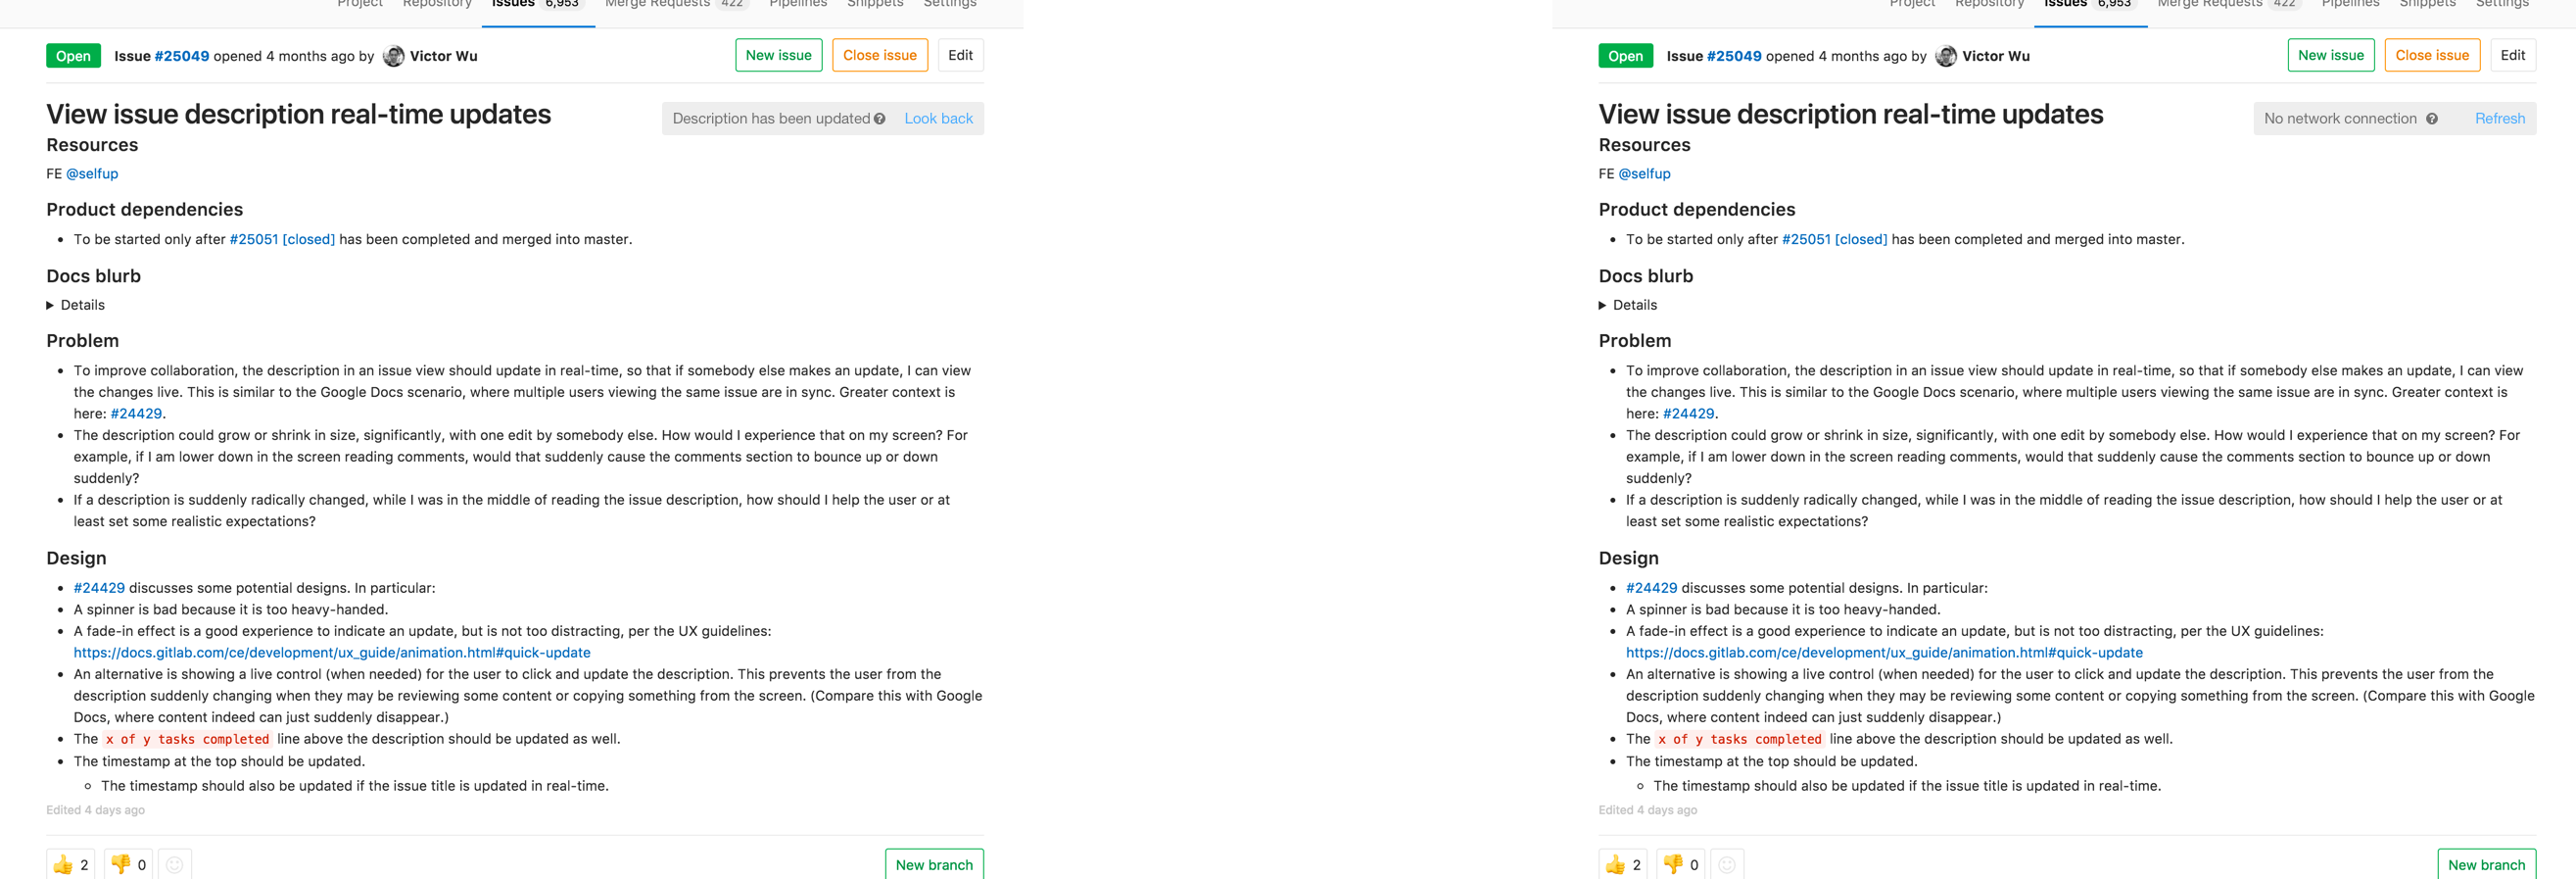 Project Repository Issues 6,953 Merge Requests 422 Pipelines Snippets Settings
Open Issue #25049 opened 4 months ago by Victor Wu New issue Close issue Edit
View issue description real-time updates
Description has been updated Look back
Resources
FE @selfup
Product dependencies
• To be started only after #25051 [closed] has been completed and merged into master.
Docs blurb
▶ Details
Problem
• To improve collaboration, the description in an issue view should update in real-time, so that if somebody else makes an update, I can view
the changes live. This is similar to the Google Docs scenario, where multiple users viewing the same issue are in sync. Greater context is
here: #24429.
• The description could grow or shrink in size, significantly, with one edit by somebody else. How would I experience that on my screen? For
example, if I am lower down in the screen reading comments, would that suddenly cause the comments section to bounce up or down
suddenly?
• If a description is suddenly radically changed, while I was in the middle of reading the issue description, how should I help the user or at
least set some realistic expectations?
Design
• #24429 discusses some potential designs. In particular:
• A spinner is bad because it is too heavy-handed.
• A fade-in effect is a good experience to indicate an update, but is not too distracting, per the UX guidelines:
https://docs.gitlab.com/ce/development/ux_guide/animation.html#quick-update
• An alternative is showing a live control (when needed) for the user to click and update the description. This prevents the user from the
description suddenly changing when they may be reviewing some content or copying something from the screen. (Compare this with Google
Docs, where content indeed can just suddenly disappear.)
• The x of y tasks completed line above the description should be updated as well.
• The timestamp at the top should be updated.
◦ The timestamp should also be updated if the issue title is updated in real-time.
Edited 4 days ago
👍 2 👎 0 New branch
Project Repository Issues 6,953 Merge Requests 422 Pipelines Snippets Settings
Open Issue #25049 opened 4 months ago by Victor Wu New issue Close issue Edit
View issue description real-time updates
No network connection Refresh
Resources
FE @selfup
Product dependencies
• To be started only after #25051 [closed] has been completed and merged into master.
Docs blurb
▶ Details
Problem
• To improve collaboration, the description in an issue view should update in real-time, so that if somebody else makes an update, I can view
the changes live. This is similar to the Google Docs scenario, where multiple users viewing the same issue are in sync. Greater context is
here: #24429.
• The description could grow or shrink in size, significantly, with one edit by somebody else. How would I experience that on my screen? For
example, if I am lower down in the screen reading comments, would that suddenly cause the comments section to bounce up or down
suddenly?
• If a description is suddenly radically changed, while I was in the middle of reading the issue description, how should I help the user or at
least set some realistic expectations?
Design
• #24429 discusses some potential designs. In particular:
• A spinner is bad because it is too heavy-handed.
• A fade-in effect is a good experience to indicate an update, but is not too distracting, per the UX guidelines:
https://docs.gitlab.com/ce/development/ux_guide/animation.html#quick-update
• An alternative is showing a live control (when needed) for the user to click and update the description. This prevents the user from the
description suddenly changing when they may be reviewing some content or copying something from the screen. (Compare this with Google
Docs, where content indeed can just suddenly disappear.)
• The x of y tasks completed line above the description should be updated as well.
• The timestamp at the top should be updated.
◦ The timestamp should also be updated if the issue title is updated in real-time.
Edited 4 days ago
👍 2 👎 0 New branch